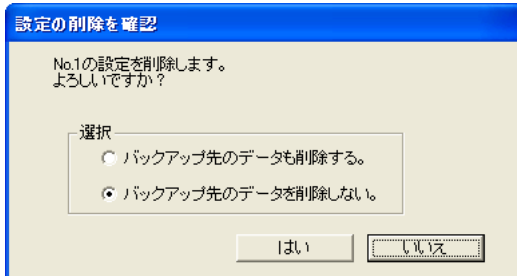 設定の削除を確認
No.1の設定を削除します。
よろしいですか？
選択
バックアップ先のデータも削除する。
バックアップ先のデータを削除しない。
はい
いいえ